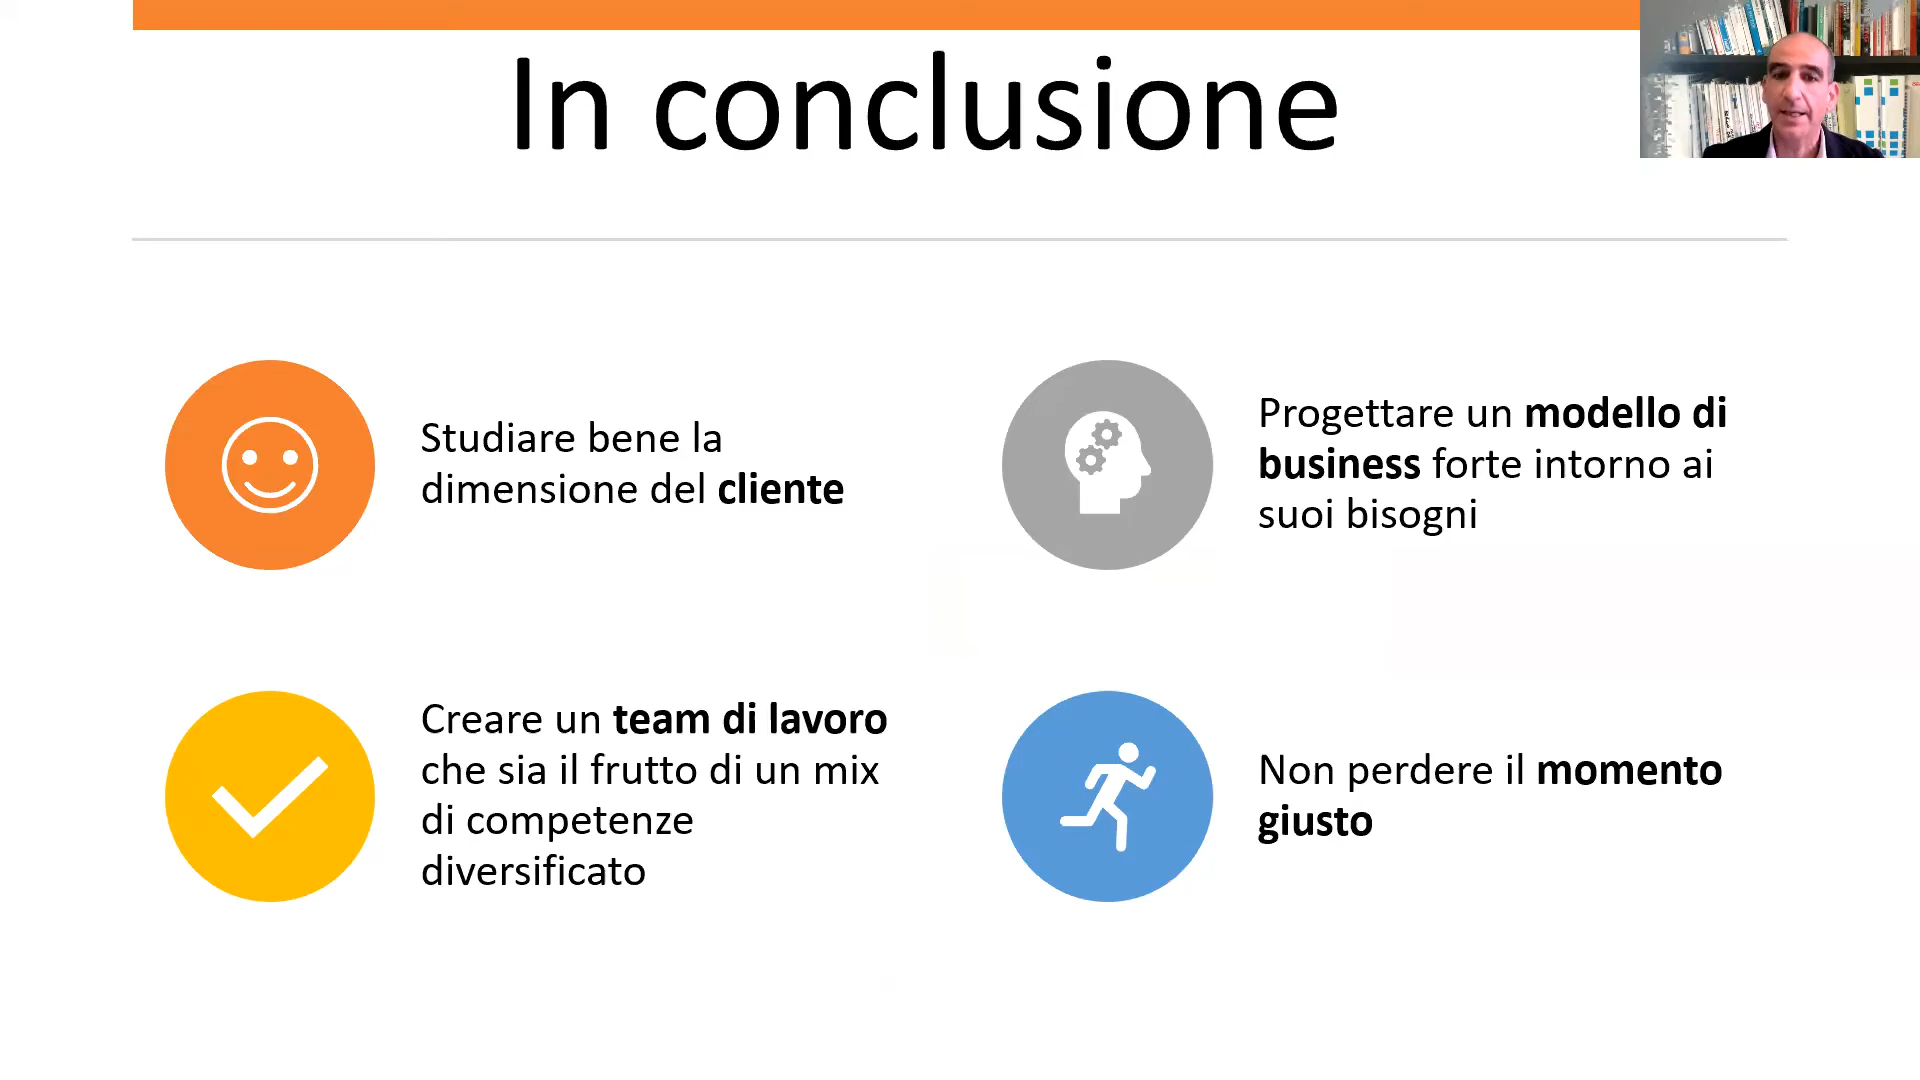 In conclusione
Studiare bene la
dimensione del cliente
Progettare un modello di
business forte intorno ai
suoi bisogni
Creare un team di lavoro
che sia il frutto di un mix
di competenze
diversificato
Non perdere il momento
giusto